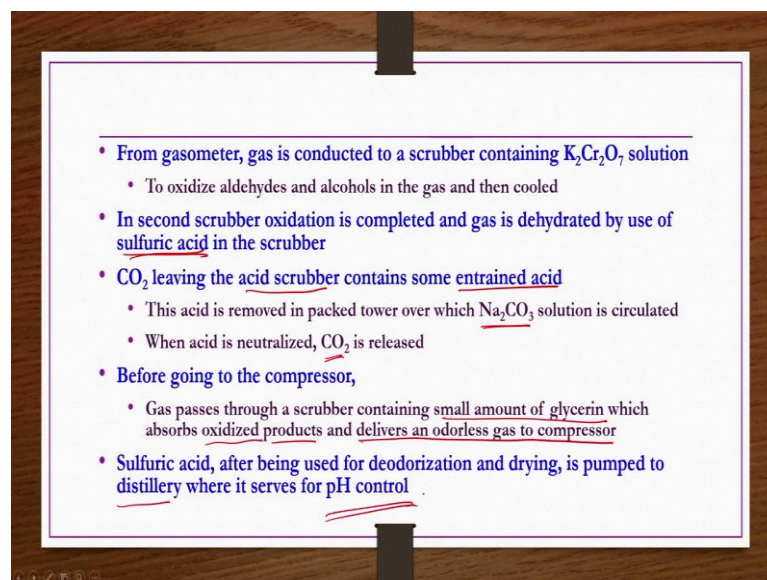 • From gasometer, gas is conducted to a scrubber containing K₂Cr₂O₇ solution
• To oxidize aldehydes and alcohols in the gas and then cooled
• In second scrubber oxidation is completed and gas is dehydrated by use of
sulfuric acid in the scrubber
• CO₂ leaving the acid scrubber contains some entrained acid
• This acid is removed in packed tower over which Na₂CO₃ solution is circulated
• When acid is neutralized, CO₂ is released
• Before going to the compressor,
• Gas passes through a scrubber containing small amount of glycerin which
absorbs oxidized products and delivers an odorless gas to compressor
• Sulfuric acid, after being used for deodorization and drying, is pumped to
distillery where it serves for pH control